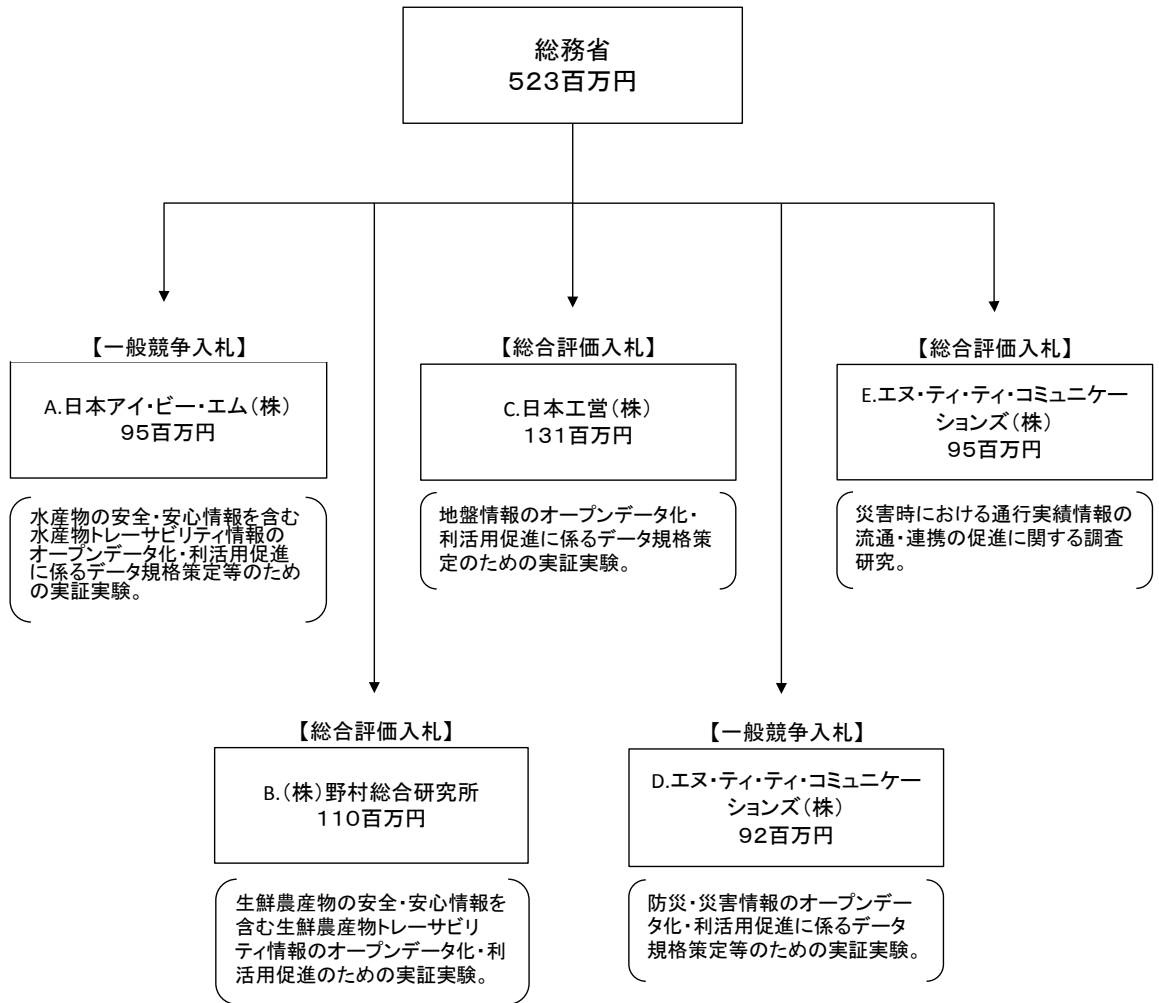 総務省
523百万円
【一般競争入札】
A.日本アイ・ビー・エム(株)
95百万円
水産物の安全・安心情報を含む
水産物トレーサビリティ情報の
オープンデータ化・利活用促進
に係るデータ規格策定等のため
の実証実験。
【総合評価入札】
C.日本工営(株)
131百万円
地盤情報のオープンデータ化・
利活用促進に係るデータ規格策
定のための実証実験。
【総合評価入札】
E.エヌ・ティ・ティ・コミュニケー
ションズ(株)
95百万円
災害時における通行実績情報の
流通・連携の促進に関する調査
研究。
【総合評価入札】
B.(株)野村総合研究所
110百万円
生鮮農産物の安全・安心情報を
含む生鮮農産物トレーサビリ
ティ情報のオープンデータ化・利
活用促進のための実証実験。
【一般競争入札】
D.エヌ・ティ・ティ・コミュニケー
ションズ(株)
92百万円
防災・災害情報のオープンデー
タ化・利活用促進に係るデータ
規格策定等のための実証実験。